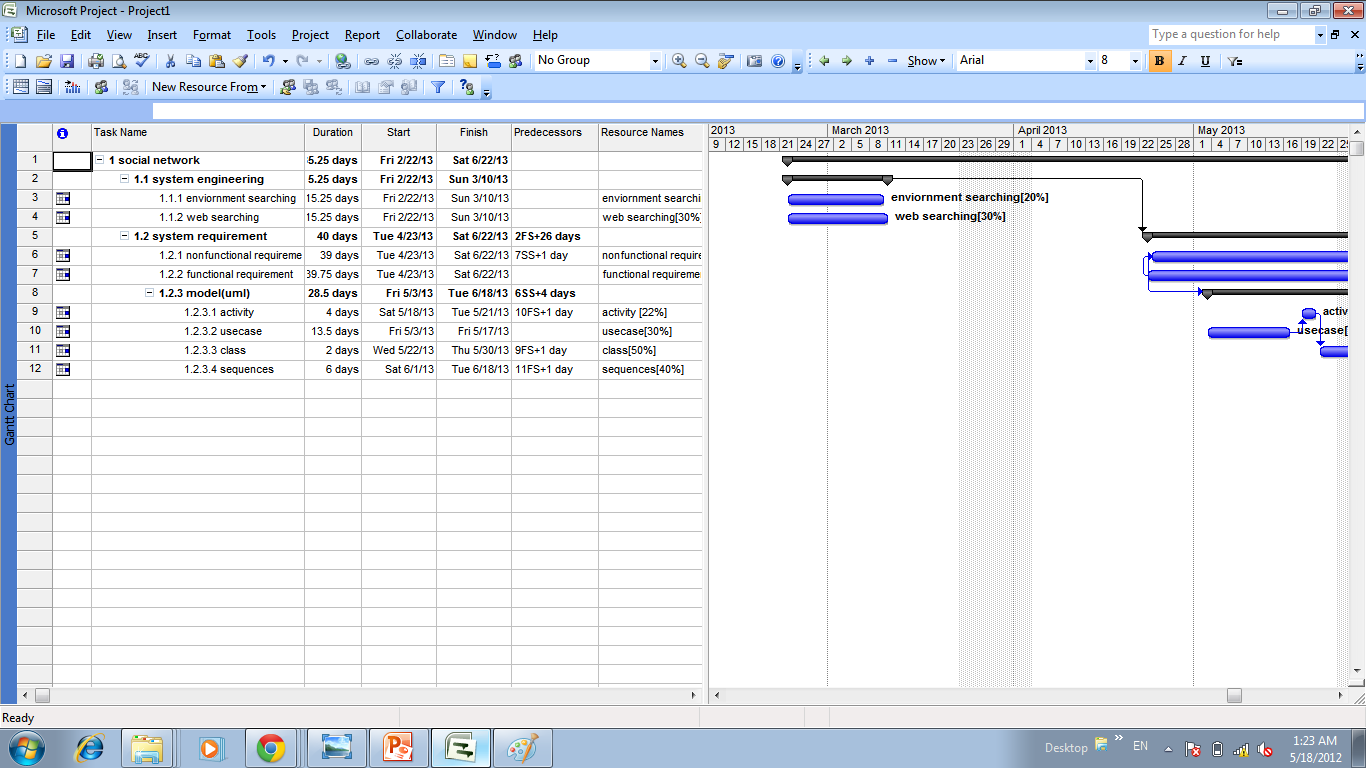 Microsoft Project - Project1
File Edit View Insert Format Tools Project Report Collaborate Window Help Type a question for help
No Group Show Arial 8 B I U
New Resource From
Task Name Duration Start Finish Predecessors Resource Names
2013 March 2013 April 2013 May 2013
9 12 15 18 21 24 27 2 5 8 11 14 17 20 23 26 29 1 4 7 10 13 16 19 22 25 28 1 4 7 10 13 16 19 22
1 1 social network 5.25 days Fri 2/22/13 Sat 6/22/13
2 1.1 system engineering 5.25 days Fri 2/22/13 Sun 3/10/13
3 1.1.1 enviornment searching 15.25 days Fri 2/22/13 Sun 3/10/13 enviornment searchi enviornment searching[20%]
4 1.1.2 web searching 15.25 days Fri 2/22/13 Sun 3/10/13 web searching[30% web searching[30%]
5 1.2 system requirement 40 days Tue 4/23/13 Sat 6/22/13 2FS+26 days
6 1.2.1 nonfunctional requireme 39 days Tue 4/23/13 Sat 6/22/13 7SS+1 day nonfunctional require
7 1.2.2 functional requirement 39.75 days Tue 4/23/13 Sat 6/22/13 functional requireme
8 1.2.3 model(uml) 28.5 days Fri 5/3/13 Tue 6/18/13 6SS+4 days
9 1.2.3.1 activity 4 days Sat 5/18/13 Tue 5/21/13 10FS+1 day activity [22%] activ
10 1.2.3.2 usecase 13.5 days Fri 5/3/13 Fri 5/17/13 usecase[30%] usecase[
11 1.2.3.3 class 2 days Wed 5/22/13 Thu 5/30/13 9FS+1 day class[50%]
12 1.2.3.4 sequences 6 days Sat 6/1/13 Tue 6/18/13 11FS+1 day sequences[40%]
Gantt Chart
Ready
Desktop EN 1:23 AM
5/18/2012